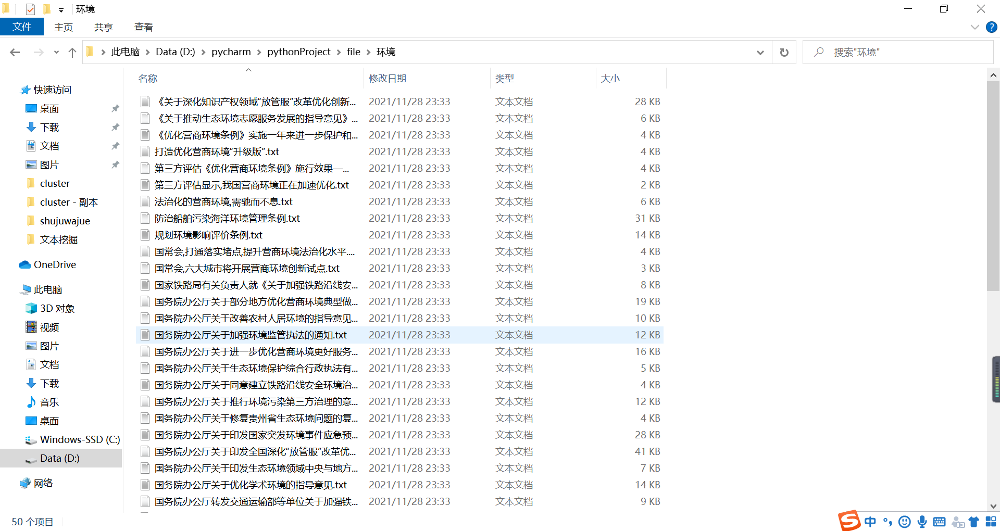 环境
文件 主页 共享 查看
此电脑 Data (D:) pycharm pythonProject file 环境
搜索"环境"
名称 修改日期 类型 大小
快速访问
桌面
下载
文档
图片
cluster
cluster - 副本
shujuwajue
文本挖掘
OneDrive
此电脑
3D 对象
视频
图片
文档
下载
音乐
桌面
Windows-SSD (C:)
Data (D:)
网络
《关于深化知识产权领域“放管服”改革优化创新... 2021/11/28 23:33 文本文档 28 KB
《关于推动生态环境志愿服务发展的指导意见》... 2021/11/28 23:33 文本文档 6 KB
《优化营商环境条例》实施一年来进一步保护和... 2021/11/28 23:33 文本文档 4 KB
打造优化营商环境“升级版”.txt 2021/11/28 23:33 文本文档 4 KB
第三方评估《优化营商环境条例》施行效果—... 2021/11/28 23:33 文本文档 4 KB
第三方评估显示,我国营商环境正在加速优化.txt 2021/11/28 23:33 文本文档 2 KB
法治化的营商环境,需驰而不息.txt 2021/11/28 23:33 文本文档 6 KB
防治船舶污染海洋环境管理条例.txt 2021/11/28 23:33 文本文档 31 KB
规划环境影响评价条例.txt 2021/11/28 23:33 文本文档 14 KB
国常会,打通落实堵点,提升营商环境法治化水平.... 2021/11/28 23:33 文本文档 4 KB
国常会,六大城市将开展营商环境创新试点.txt 2021/11/28 23:33 文本文档 3 KB
国家铁路局有关负责人就《关于加强铁路沿线安... 2021/11/28 23:33 文本文档 8 KB
国务院办公厅关于部分地方优化营商环境典型做... 2021/11/28 23:33 文本文档 19 KB
国务院办公厅关于改善农村人居环境的指导意见... 2021/11/28 23:33 文本文档 10 KB
国务院办公厅关于加强环境监管执法的通知.txt 2021/11/28 23:33 文本文档 12 KB
国务院办公厅关于进一步优化营商环境更好服务... 2021/11/28 23:33 文本文档 16 KB
国务院办公厅关于生态环境保护综合行政执法有... 2021/11/28 23:33 文本文档 5 KB
国务院办公厅关于同意建立铁路沿线安全环境治... 2021/11/28 23:33 文本文档 4 KB
国务院办公厅关于推行环境污染第三方治理的意... 2021/11/28 23:33 文本文档 12 KB
国务院办公厅关于修复贵州省生态环境问题的复... 2021/11/28 23:33 文本文档 4 KB
国务院办公厅关于印发国家突发环境事件应急预... 2021/11/28 23:33 文本文档 28 KB
国务院办公厅关于印发全国深化“放管服”改革优... 2021/11/28 23:33 文本文档 41 KB
国务院办公厅关于印发生态环境领域中央与地方... 2021/11/28 23:33 文本文档 7 KB
国务院办公厅关于优化学术环境的指导意见.txt 2021/11/28 23:33 文本文档 14 KB
国务院办公厅转发交通运输部等单位关于加强铁... 2021/11/28 23:33 文本文档 9 KB
50 个项目
中